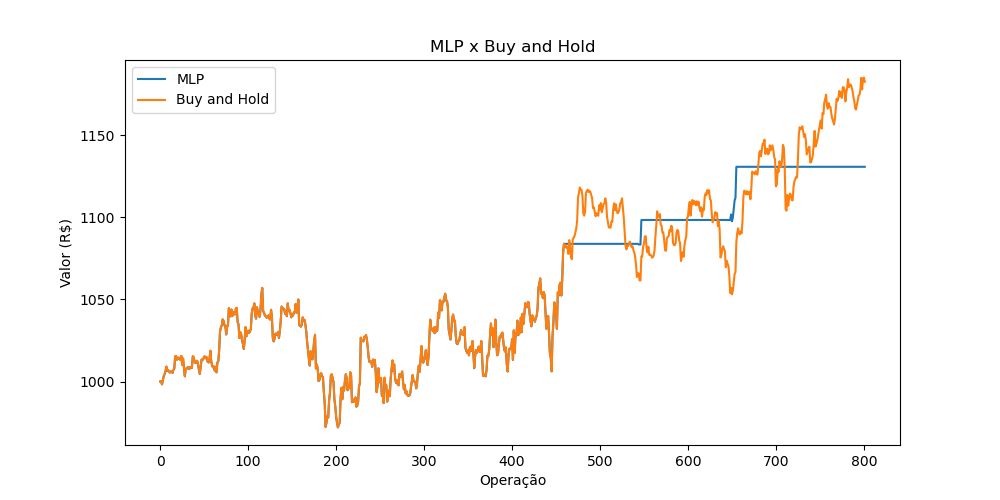 MLP x Buy and Hold
MLP
Buy and Hold
Valor (R$)
1150
1100
1050
1000
0 100 200 300 400 500 600 700 800
Operação